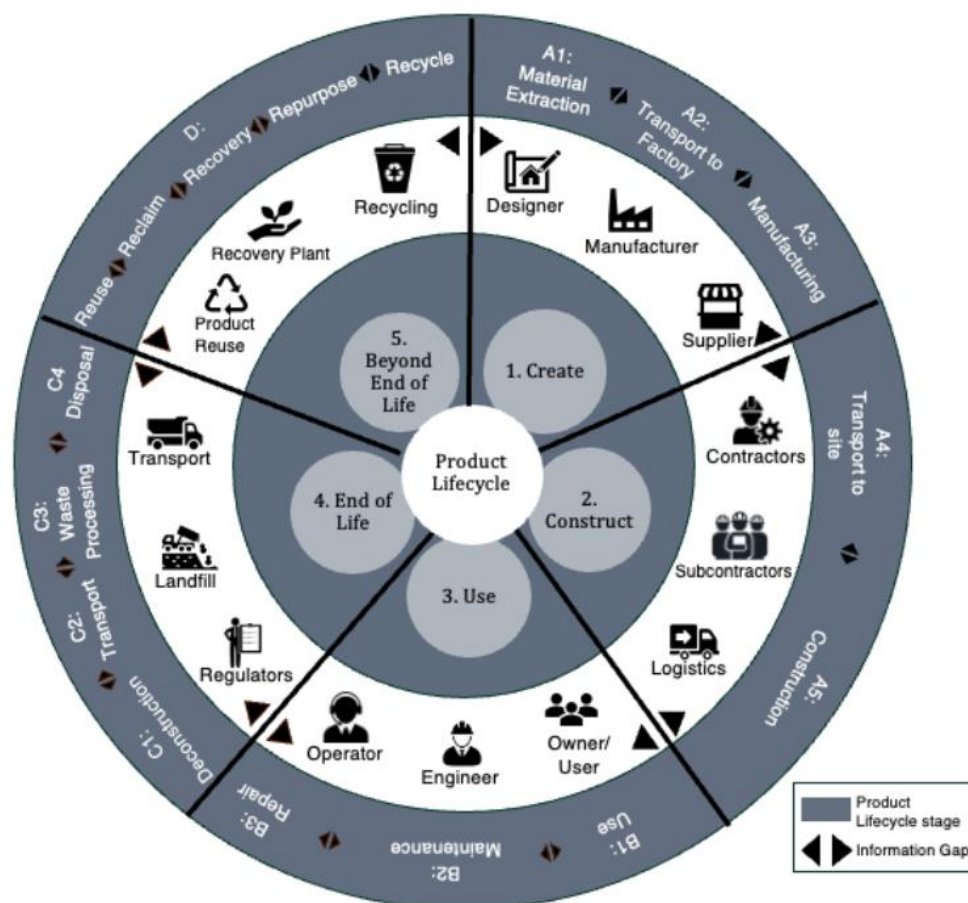 A1:
Material
Extraction
A2:
Transport to
Factory
A3:
Manufacturing
A4:
Transport to
site
A5:
Construction
B1:
Use
B2:
Maintenance
B3:
Repair
C1:
Deconstruction
C2:
Transport
C3:
Waste
Processing
C4
Disposal
D:
Reuse
Reclaim
Recovery
Repurpose
Recycle
Designer
Manufacturer
Supplier
Contractors
Subcontractors
Logistics
Owner/
User
Engineer
Operator
Regulators
Landfill
Transport
Product
Reuse
Recovery Plant
Recycling
1. Create
2.
Construct
3. Use
4. End of
Life
5.
Beyond
End of
Life
Product
Lifecycle
Product
Lifecycle stage
Information Gap